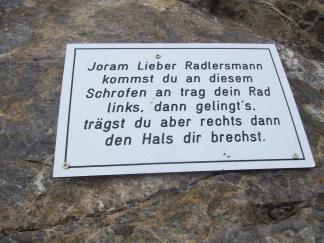 Joram Lieber Radlersmann
kommst du an diesem
Schrofen an trag dein Rad
links, dann gelingt's,
trägst du aber rechts dann
den Hals dir brechst.